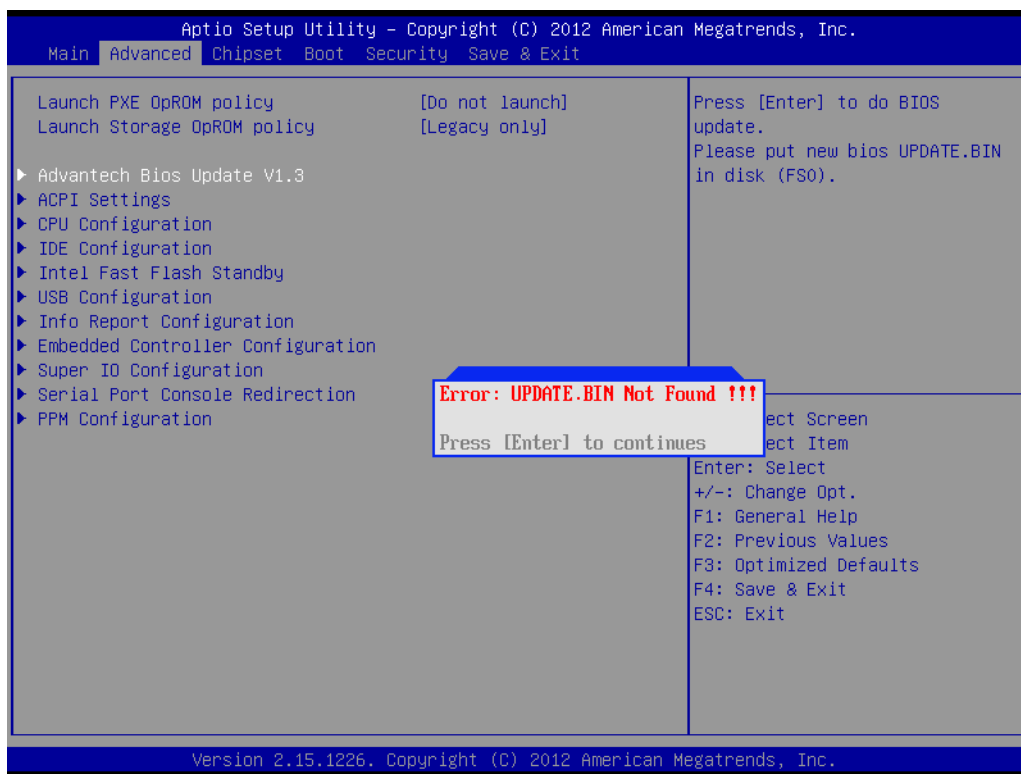 Aptio Setup Utility – Copyright (C) 2012 American Megatrends, Inc.
Main Advanced Chipset Boot Security Save & Exit
Launch PXE OpROM policy [Do not launch]
Launch Storage OpROM policy [Legacy only]
Advantech Bios Update V1.3
ACPI Settings
CPU Configuration
IDE Configuration
Intel Fast Flash Standby
USB Configuration
Info Report Configuration
Embedded Controller Configuration
Super IO Configuration
Serial Port Console Redirection
PPM Configuration
Error: UPDATE.BIN Not Found !!!
Press [Enter] to continues
Press [Enter] to do BIOS
update.
Please put new bios UPDATE.BIN
in disk (FS0).
ect Screen
ect Item
Enter: Select
+/-: Change Opt.
F1: General Help
F2: Previous Values
F3: Optimized Defaults
F4: Save & Exit
ESC: Exit
Version 2.15.1226. Copyright (C) 2012 American Megatrends, Inc.